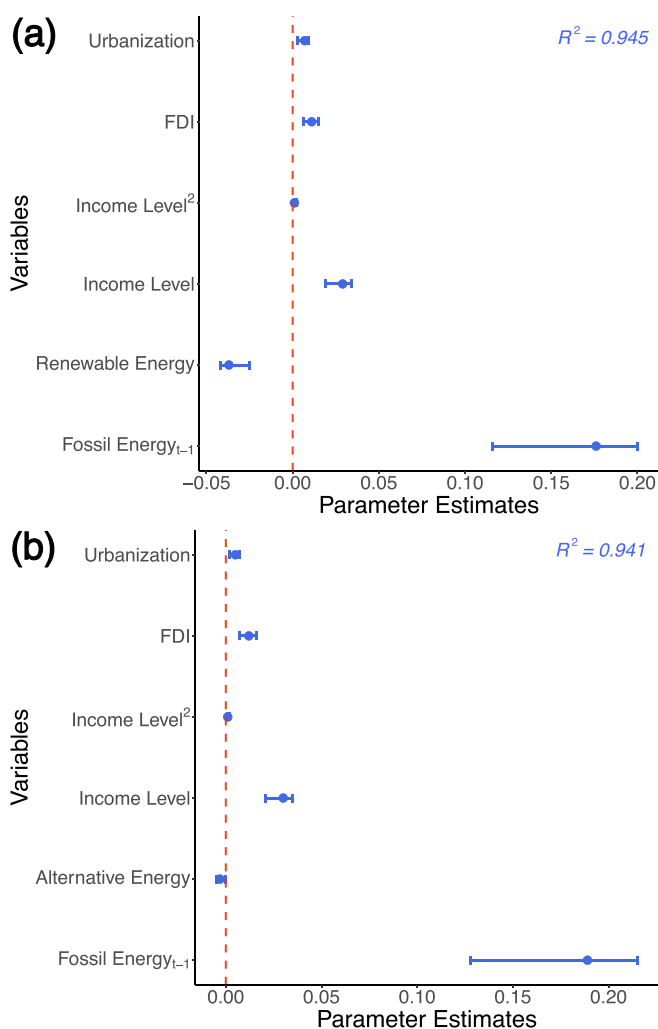 (a)
R² = 0.945
Urbanization
FDI
Income Level²
Income Level
Renewable Energy
Fossil Energyₜ₋₁
Variables
−0.05 0.00 0.05 0.10 0.15 0.20
Parameter Estimates
(b)
R² = 0.941
Urbanization
FDI
Income Level²
Income Level
Alternative Energy
Fossil Energyₜ₋₁
Variables
0.00 0.05 0.10 0.15 0.20
Parameter Estimates